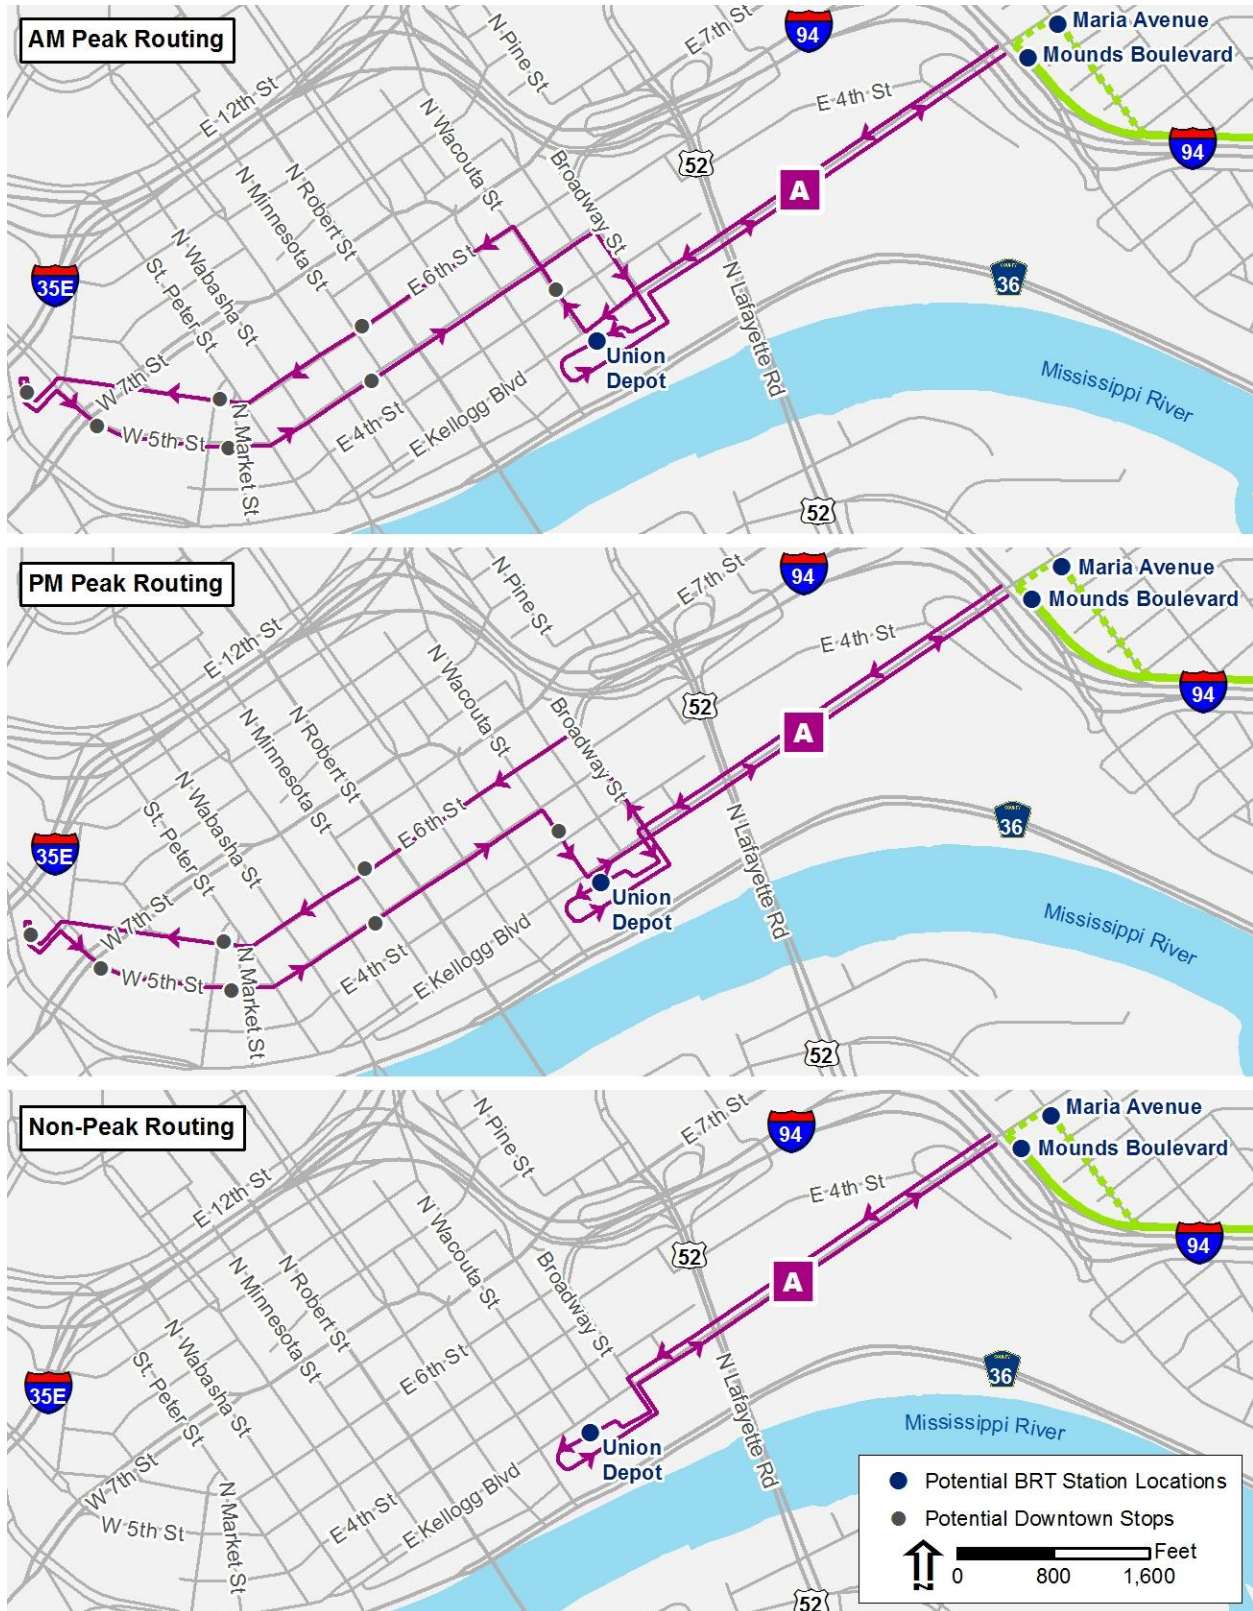 AM Peak Routing
E 7th St
94
Maria Avenue
Mounds Boulevard
N Pine St
E 12th St
E 4th St
N Wacouta St
94
52
Broadway St
A
N Robert St
N Minnesota St
N Wabasha St
St. Peter St
E 6th St
35E
COUNTY
36
N Lafayette Rd
Union
Depot
Mississippi River
W 7th St
E Kellogg Blvd
E 4th St
W 5th St
N Market St
52
PM Peak Routing
E 7th St
94
Maria Avenue
Mounds Boulevard
N Pine St
E 12th St
E 4th St
N Wacouta St
94
52
Broadway St
A
N Robert St
N Minnesota St
N Wabasha St
St. Peter St
E 6th St
35E
COUNTY
36
N Lafayette Rd
Union
Depot
Mississippi River
W 7th St
E Kellogg Blvd
E 4th St
W 5th St
N Market St
52
Non-Peak Routing
E 7th St
94
Maria Avenue
Mounds Boulevard
N Pine St
E 12th St
E 4th St
N Wacouta St
94
52
Broadway St
A
N Robert St
N Minnesota St
N Wabasha St
St. Peter St
E 6th St
35E
COUNTY
36
N Lafayette Rd
Union
Depot
Mississippi River
W 7th St
E Kellogg Blvd
E 4th St
W 5th St
N Market St
52
Potential BRT Station Locations
Potential Downtown Stops
N
Feet
0 800 1,600